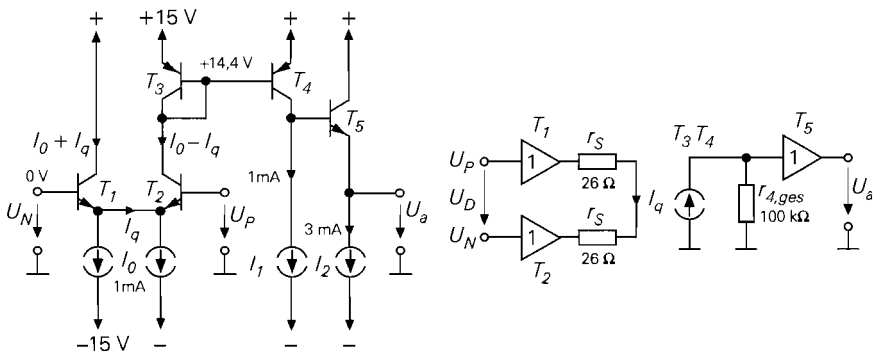 + +15 V + +
+14,4 V
T3 T4
T5
I0 + Iq I0 – Iq
1mA
0 V
T1 T2
UN Iq UP Ua
3 mA
I0 I1 I2
1mA
–15 V – – –
T1
UP rS
26 Ω
UD Iq
UN rS
26 Ω
T2
T3 T4 T5
1
1
1
r4,ges
100 kΩ
Ua